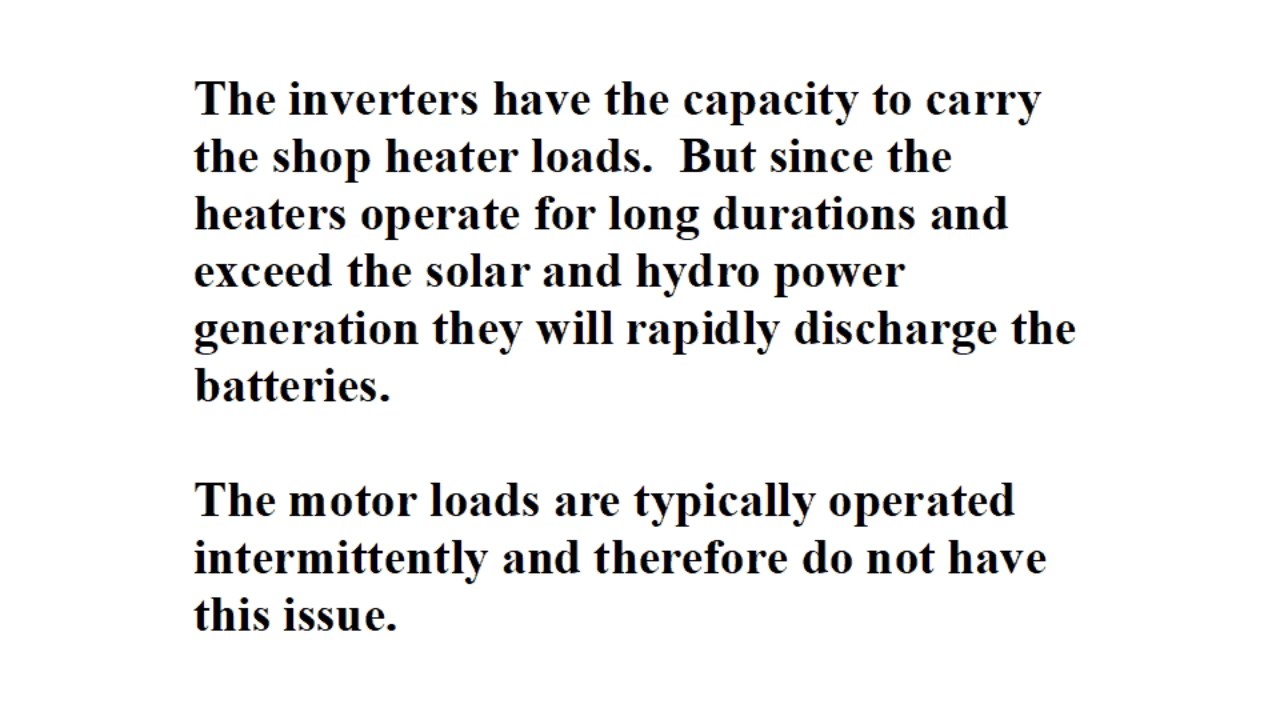 The inverters have the capacity to carry
the shop heater loads.  But since the
heaters operate for long durations and
exceed the solar and hydro power
generation they will rapidly discharge the
batteries.

The motor loads are typically operated
intermittently and therefore do not have
this issue.